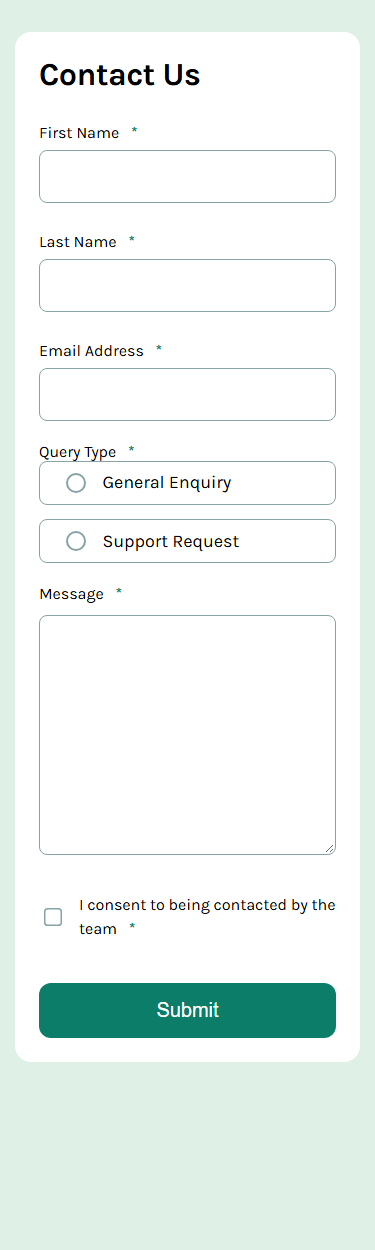 Contact Us
First Name *
Last Name *
Email Address *
Query Type *
General Enquiry
Support Request
Message *
I consent to being contacted by the
team *
Submit